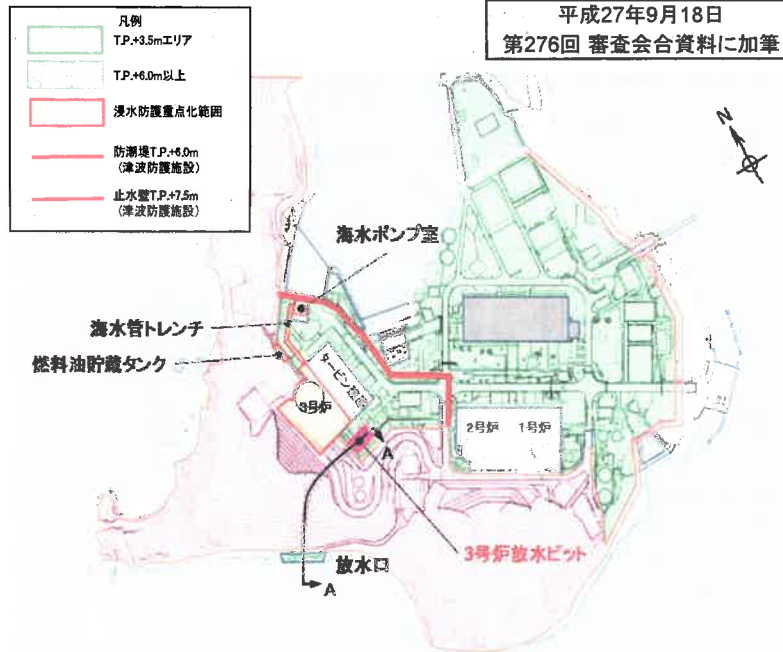 平成27年9月18日
第276回 審査会合資料に加筆
凡例
T.P.+3.5mエリア
T.P.+6.0m以上
浸水防護重点化範囲
防潮堤T.P.+6.0m
(津波防護施設)
止水壁T.P.+7.5m
(津波防護施設)
N
海水ポンプ室
海水管トレンチ
燃料油貯蔵タンク
タービン建屋
3号炉
2号炉
1号炉
A
3号炉放水ピット
放水口
A